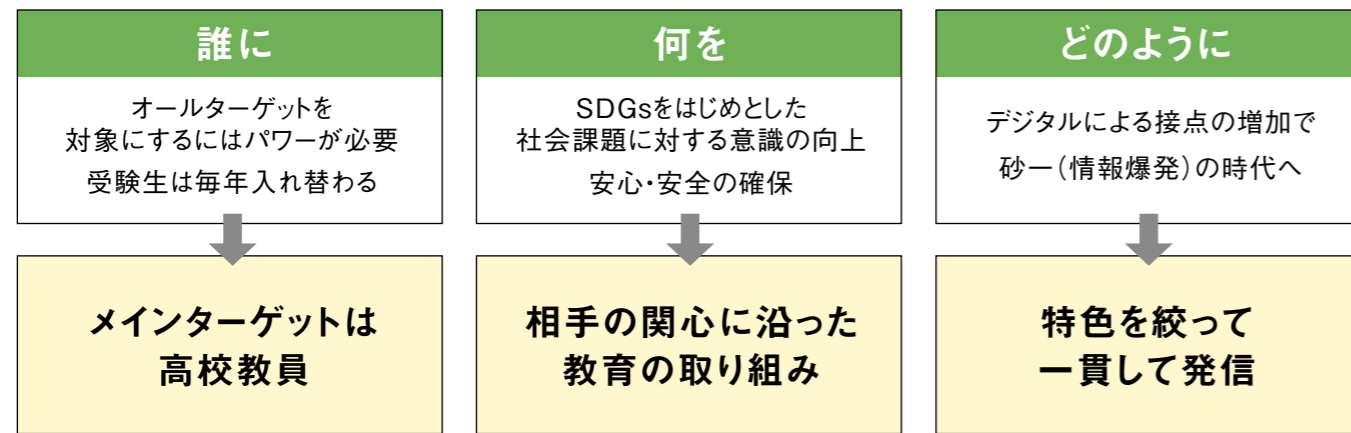 誰に
オールターゲットを
対象にするにはパワーが必要
受験生は毎年入れ替わる
メインターゲットは
高校教員
何を
SDGsをはじめとした
社会課題に対する意識の向上
安心・安全の確保
相手の関心に沿った
教育の取り組み
どのように
デジタルによる接点の増加で
砂一（情報爆発）の時代へ
特色を絞って
一貫して発信